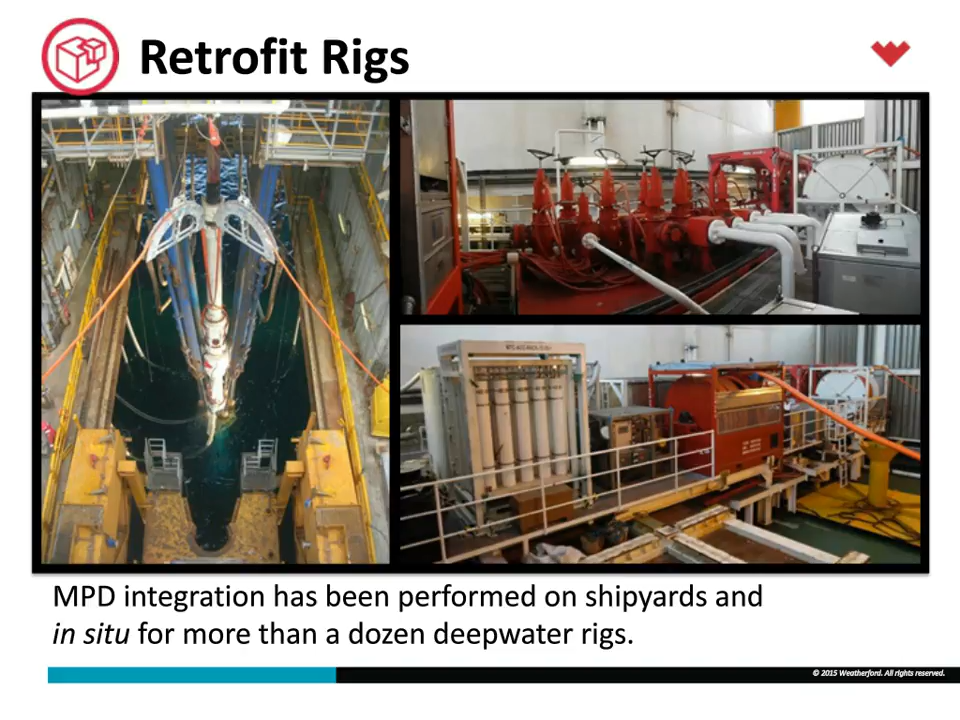 Retrofit Rigs
MPD integration has been performed on shipyards and
in situ for more than a dozen deepwater rigs.
© 2015 Weatherford. All rights reserved.